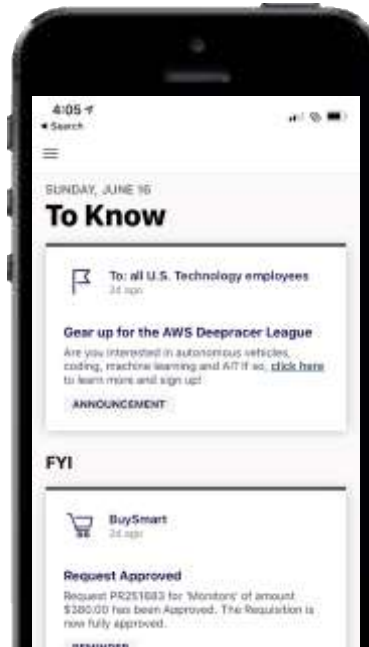 4:05
Search
SUNDAY, JUNE 16
To Know
To: all U.S. Technology employees
2d ago
Gear up for the AWS Deepracer League
Are you interested in autonomous vehicles,
coding, machine learning and AI? If so, click here
to learn more and sign up!
ANNOUNCEMENT
FYI
BuySmart
2d ago
Request Approved
Request PR251683 for 'Monitors' of amount
$380.00 has been Approved. The Requisition is
now fully approved.
REMINDER